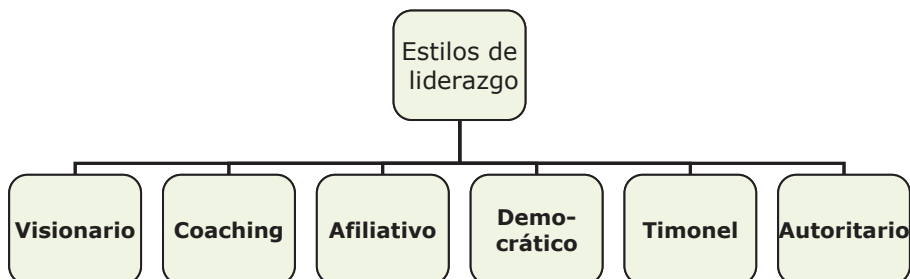 Estilos de
liderazgo
Visionario
Coaching
Afiliativo
Demo-
crático
Timonel
Autoritario